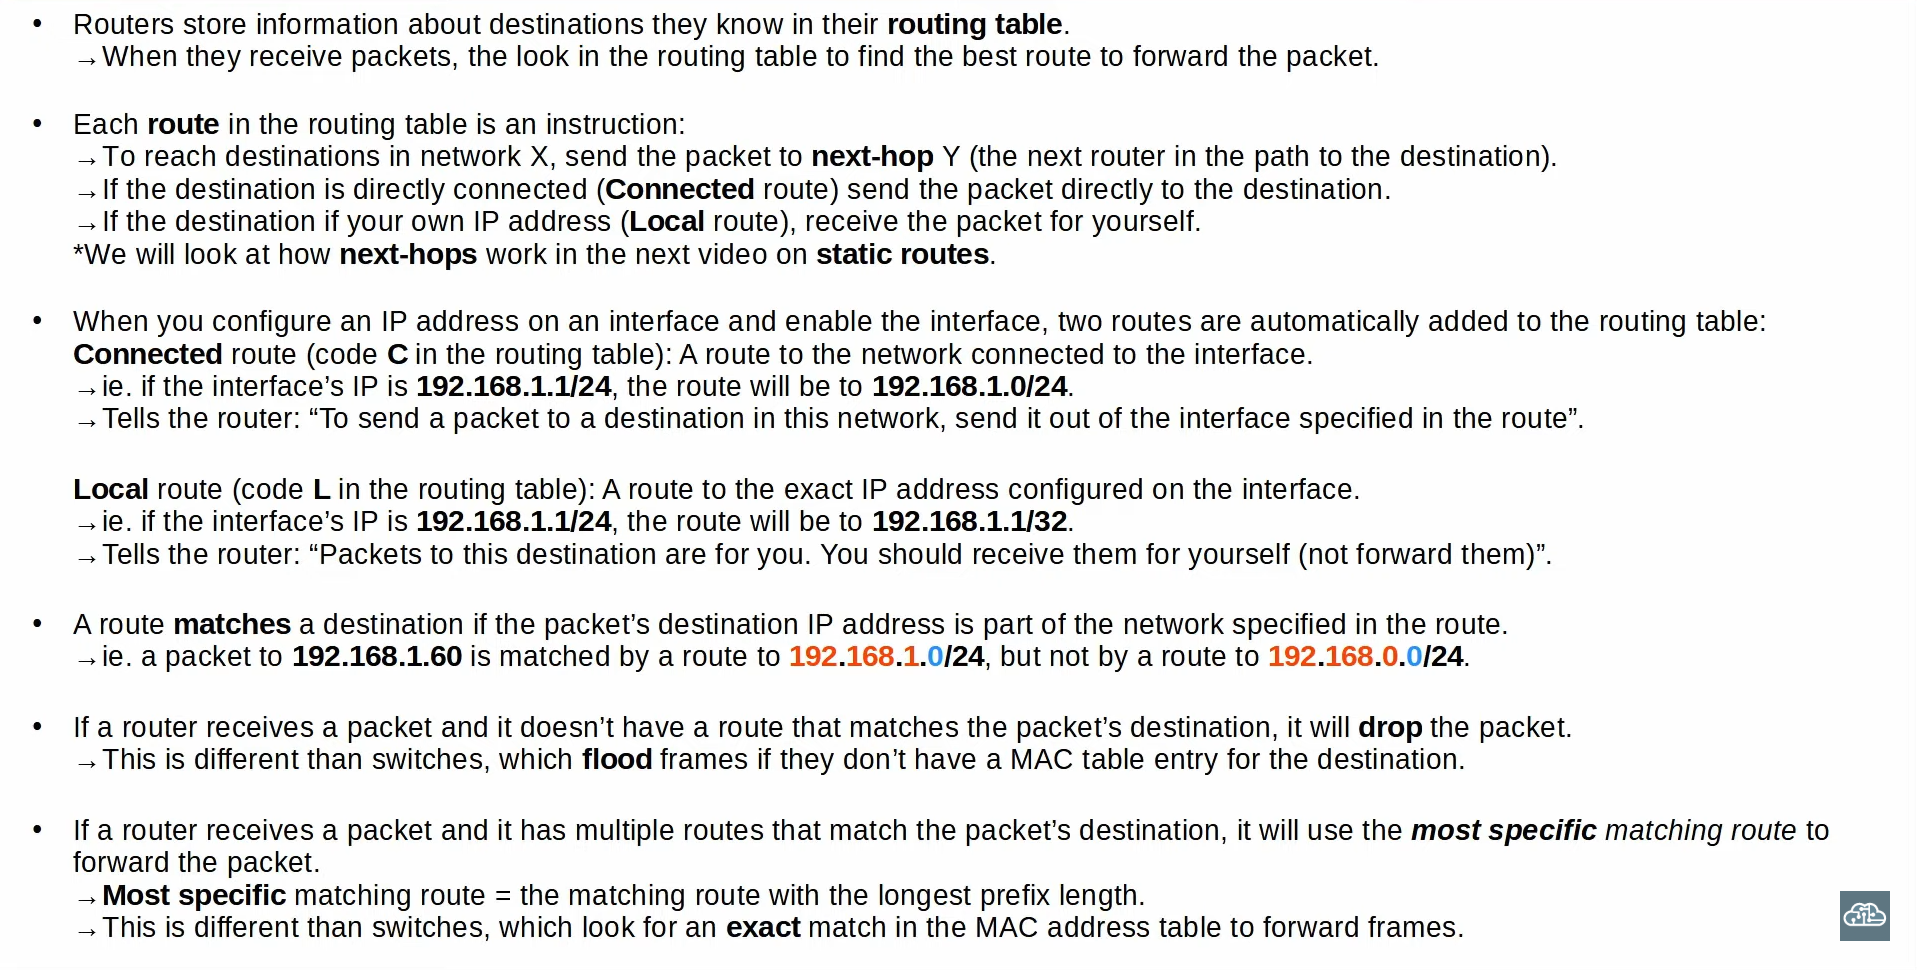 • Routers store information about destinations they know in their routing table.
→When they receive packets, the look in the routing table to find the best route to forward the packet.
• Each route in the routing table is an instruction:
→To reach destinations in network X, send the packet to next-hop Y (the next router in the path to the destination).
→If the destination is directly connected (Connected route) send the packet directly to the destination.
→If the destination if your own IP address (Local route), receive the packet for yourself.
*We will look at how next-hops work in the next video on static routes.
• When you configure an IP address on an interface and enable the interface, two routes are automatically added to the routing table:
Connected route (code C in the routing table): A route to the network connected to the interface.
→ie. if the interface’s IP is 192.168.1.1/24, the route will be to 192.168.1.0/24.
→Tells the router: “To send a packet to a destination in this network, send it out of the interface specified in the route”.
Local route (code L in the routing table): A route to the exact IP address configured on the interface.
→ie. if the interface’s IP is 192.168.1.1/24, the route will be to 192.168.1.1/32.
→Tells the router: “Packets to this destination are for you. You should receive them for yourself (not forward them)”.
• A route matches a destination if the packet’s destination IP address is part of the network specified in the route.
→ie. a packet to 192.168.1.60 is matched by a route to 192.168.1.0/24, but not by a route to 192.168.0.0/24.
• If a router receives a packet and it doesn’t have a route that matches the packet’s destination, it will drop the packet.
→This is different than switches, which flood frames if they don’t have a MAC table entry for the destination.
• If a router receives a packet and it has multiple routes that match the packet’s destination, it will use the most specific matching route to
forward the packet.
→Most specific matching route = the matching route with the longest prefix length.
→This is different than switches, which look for an exact match in the MAC address table to forward frames.